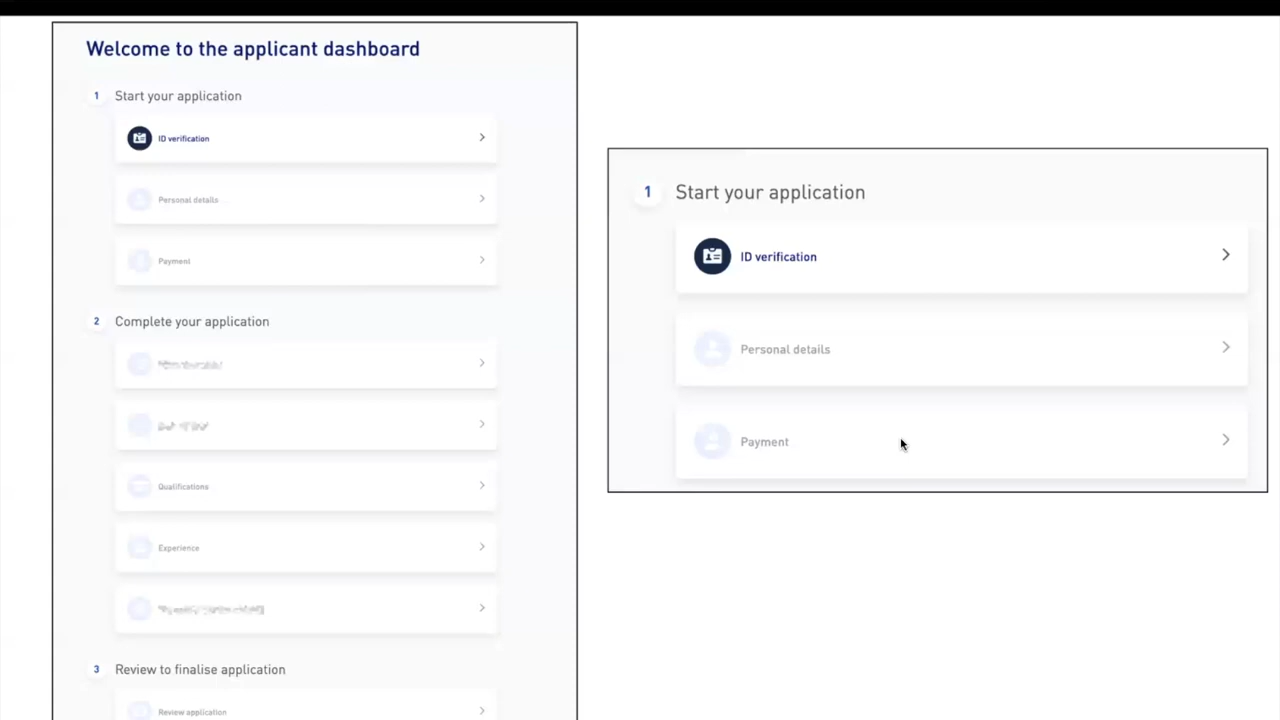 Welcome to the applicant dashboard
1 Start your application
ID verification
Personal details
Payment
2 Complete your application
Qualifications
Experience
3 Review to finalise application
Review application
1 Start your application
ID verification
Personal details
Payment